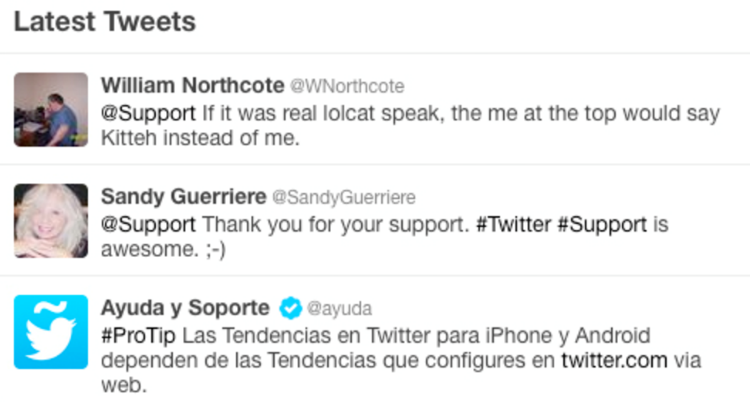 Latest Tweets
William Northcote @WNorthcote
@Support If it was real lolcat speak, the me at the top would say
Kitteh instead of me.
Sandy Guerriere @SandyGuerriere
@Support Thank you for your support. #Twitter #Support is
awesome. ;-)
Ayuda y Soporte @ayuda
#ProTip Las Tendencias en Twitter para iPhone y Android
dependen de las Tendencias que configures en twitter.com via
web.